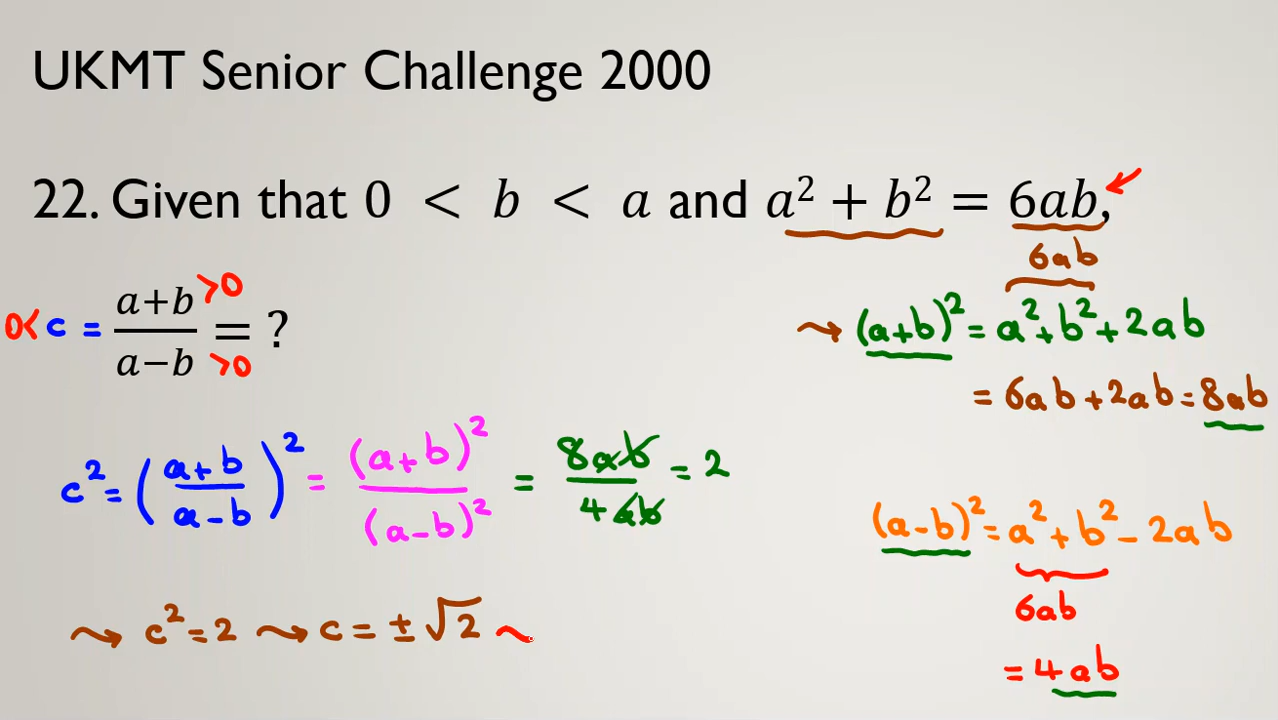 UKMT Senior Challenge 2000
22. Given that 0 < b < a and a² + b² = 6ab,
6ab
0< c = (a+b)/(a−b) = ?
>0
>0
(a+b)² = a² + b² + 2ab
= 6ab + 2ab = 8ab
c² = ((a+b)/(a−b))² = (a+b)²/(a−b)² = 8ab/4ab = 2
(a−b)² = a² + b² − 2ab
6ab
= 4ab
⇝ c² = 2 ⇝ c = ± √2 ⇝